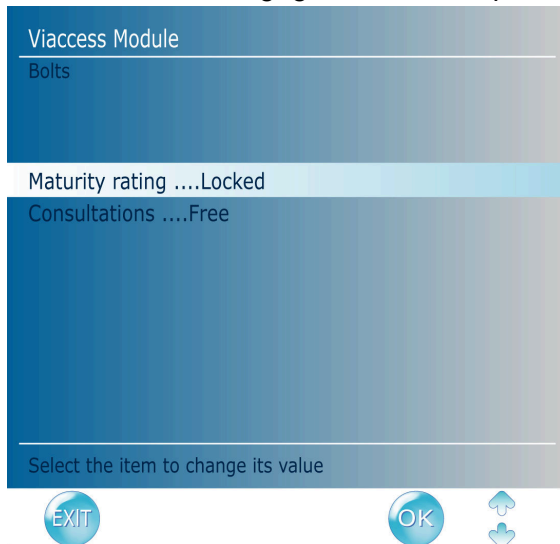 Viaccess Module
Bolts
Maturity rating ....Locked
Consultations ....Free
Select the item to change its value
EXIT
OK